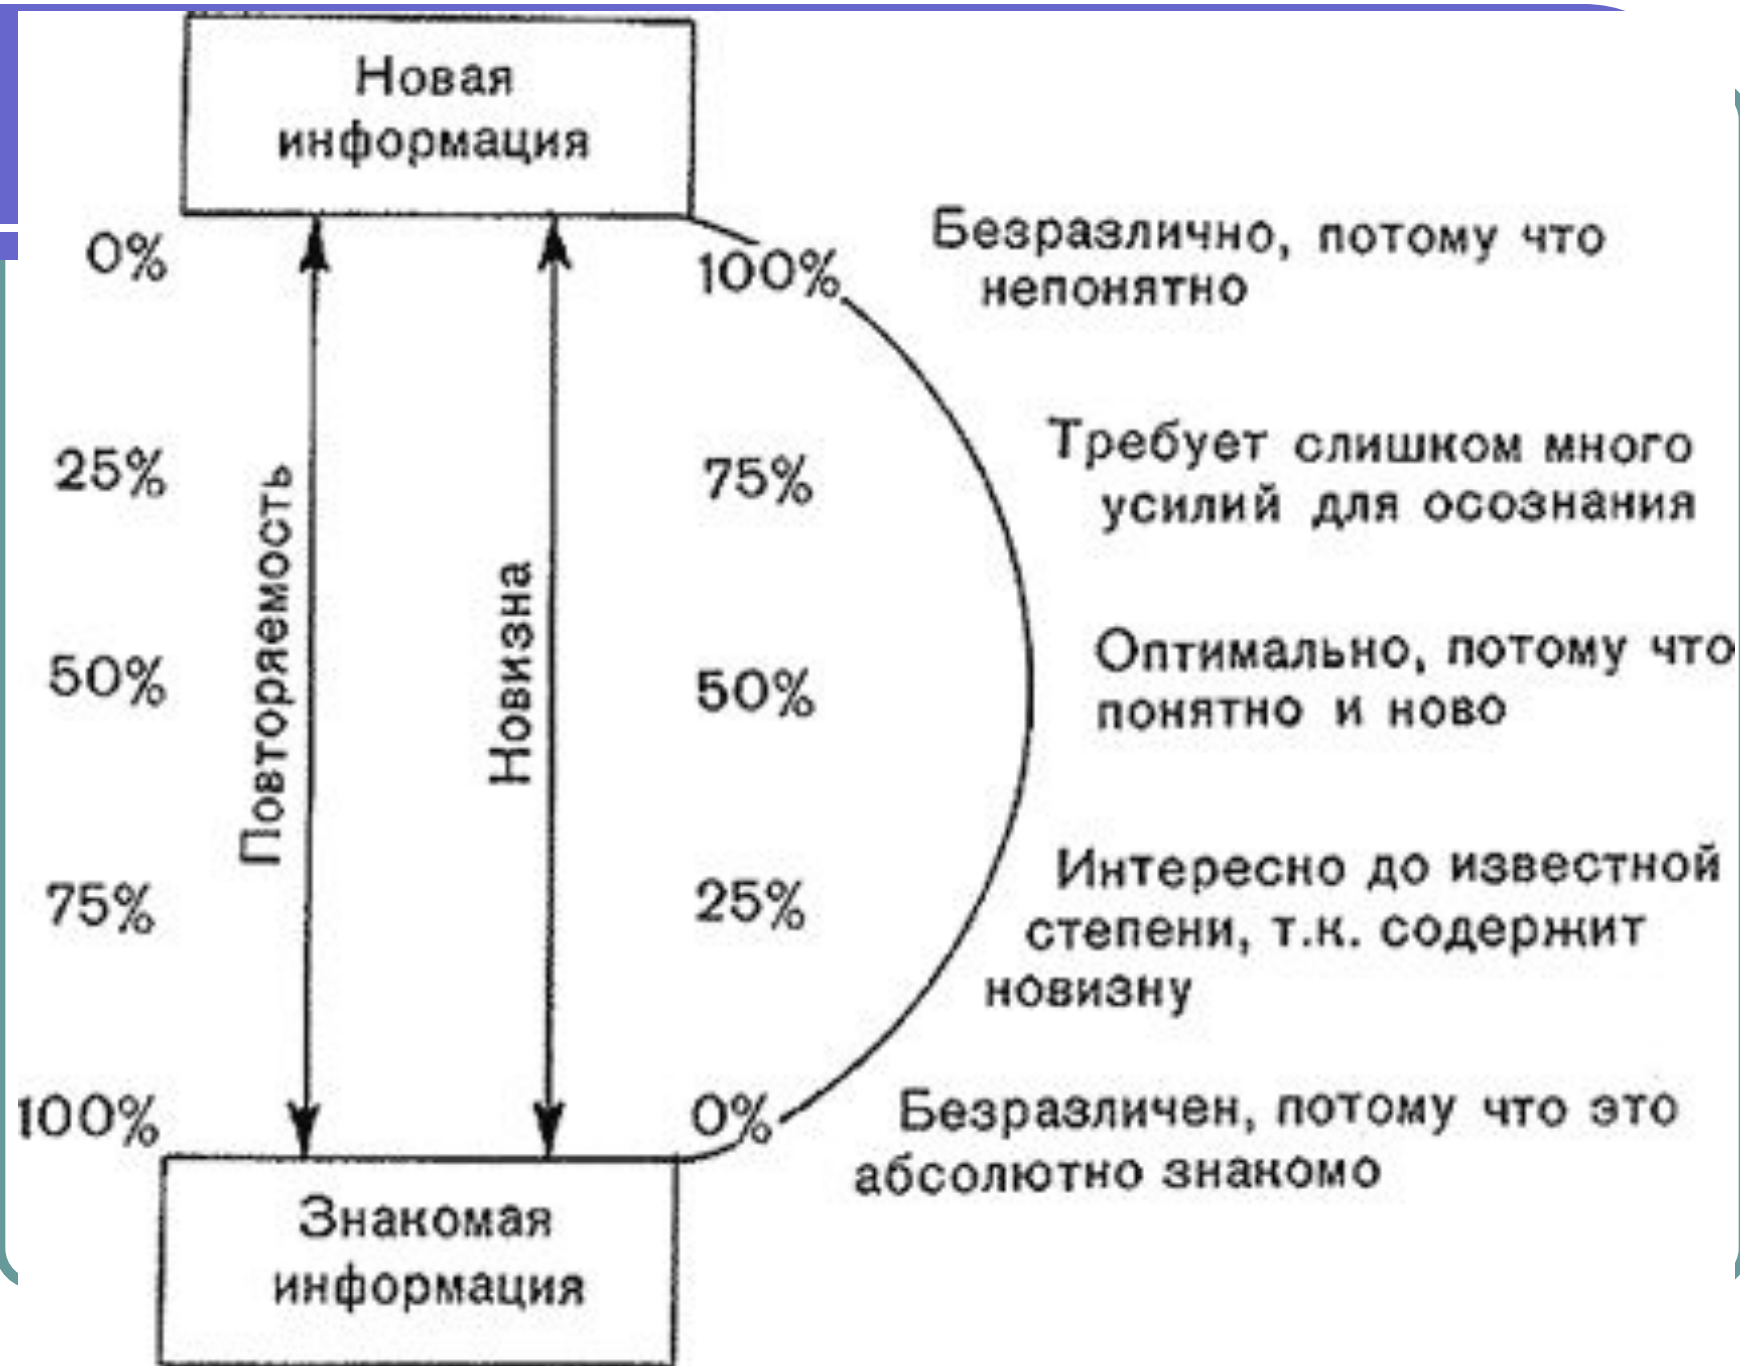 Новая
информация
0%
100%
Безразлично, потому что
непонятно
25%
75%
Требует слишком много
усилий для осознания
Повторяемость
Новизна
50%
50%
Оптимально, потому что
понятно и ново
75%
25%
Интересно до известной
степени, т.к. содержит
новизну
100%
0%
Безразличен, потому что это
абсолютно знакомо
Знакомая
информация